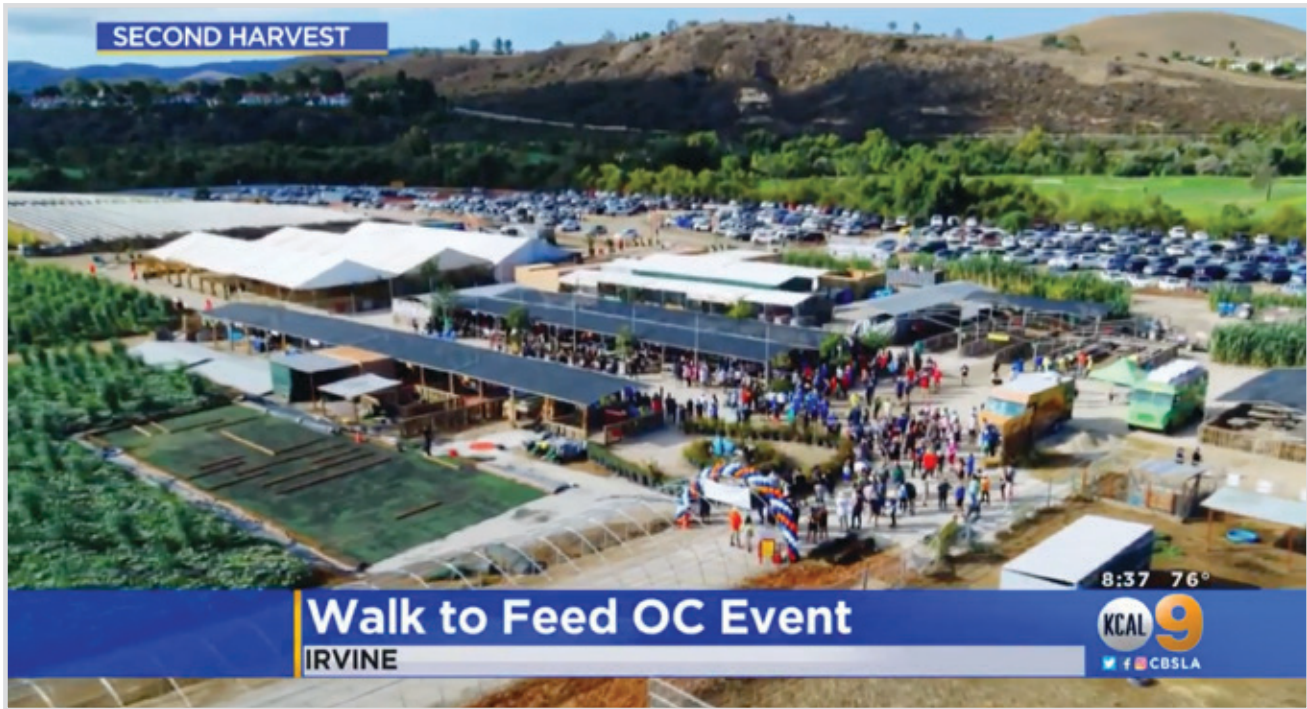 SECOND HARVEST
8:37 76°
Walk to Feed OC Event
KCAL 9
IRVINE
CBSLA